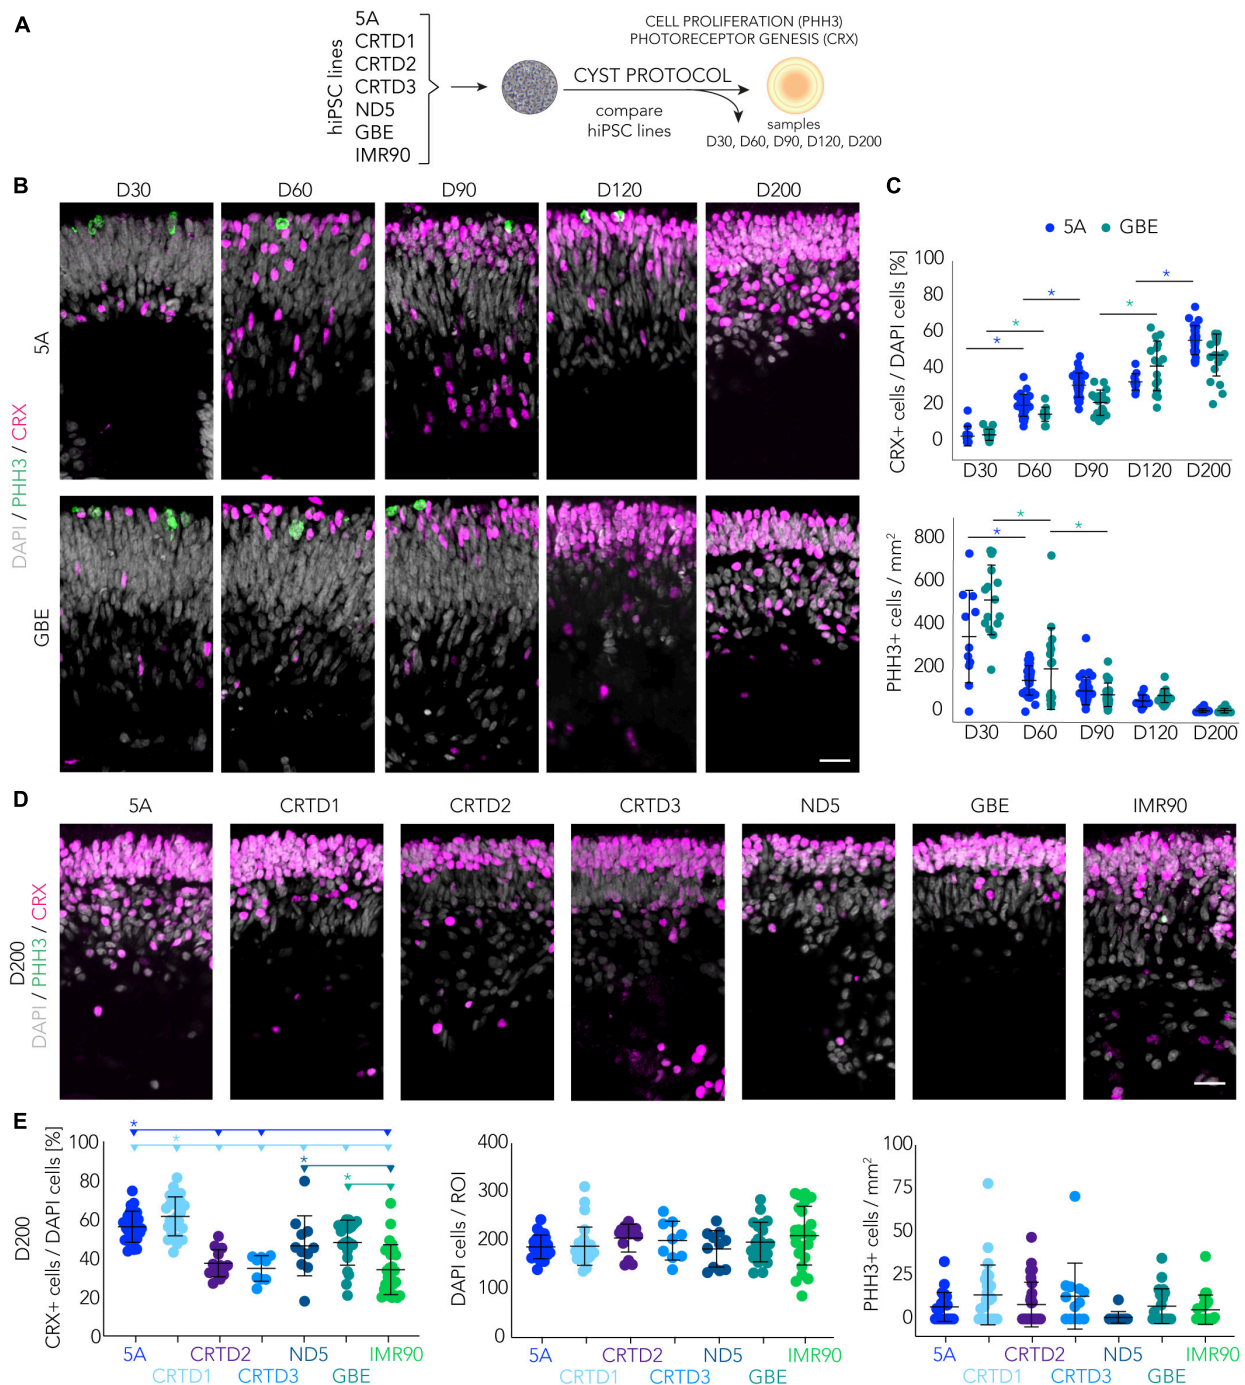 A
hiPSC lines
5A
CRTD1
CRTD2
CRTD3
ND5
GBE
IMR90
CYST PROTOCOL
compare
hiPSC lines
CELL PROLIFERATION (PHH3)
PHOTORECEPTOR GENESIS (CRX)
samples
D30, D60, D90, D120, D200
B
D30 D60 D90 D120 D200
DAPI / PHH3 / CRX
5A
GBE
C
5A GBE
CRX+ cells / DAPI cells [%]
100
80
60
40
20
0
* * * * *
D30 D60 D90 D120 D200
PHH3+ cells / mm²
800
600
400
200
0
* * *
D30 D60 D90 D120 D200
D
5A CRTD1 CRTD2 CRTD3 ND5 GBE IMR90
D200
DAPI / PHH3 / CRX
E
D200
CRX+ cells / DAPI cells [%]
100
80
60
40
20
0
* * * *
5A CRTD2 ND5 IMR90
CRTD1 CRTD3 GBE
DAPI cells / ROI
400
300
200
100
0
5A CRTD2 ND5 IMR90
CRTD1 CRTD3 GBE
PHH3+ cells / mm²
100
75
50
25
0
5A CRTD2 ND5 IMR90
CRTD1 CRTD3 GBE